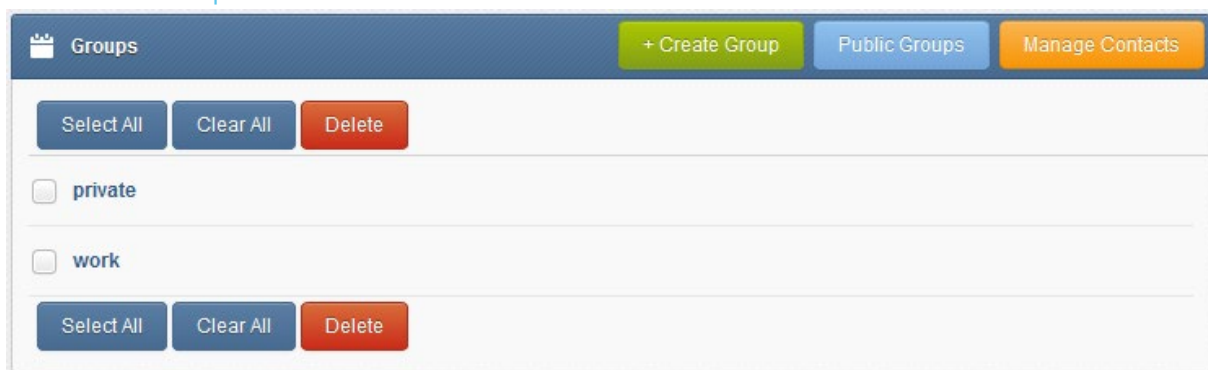 Groups + Create Group Public Groups Manage Contacts
Select All Clear All Delete
private
work
Select All Clear All Delete